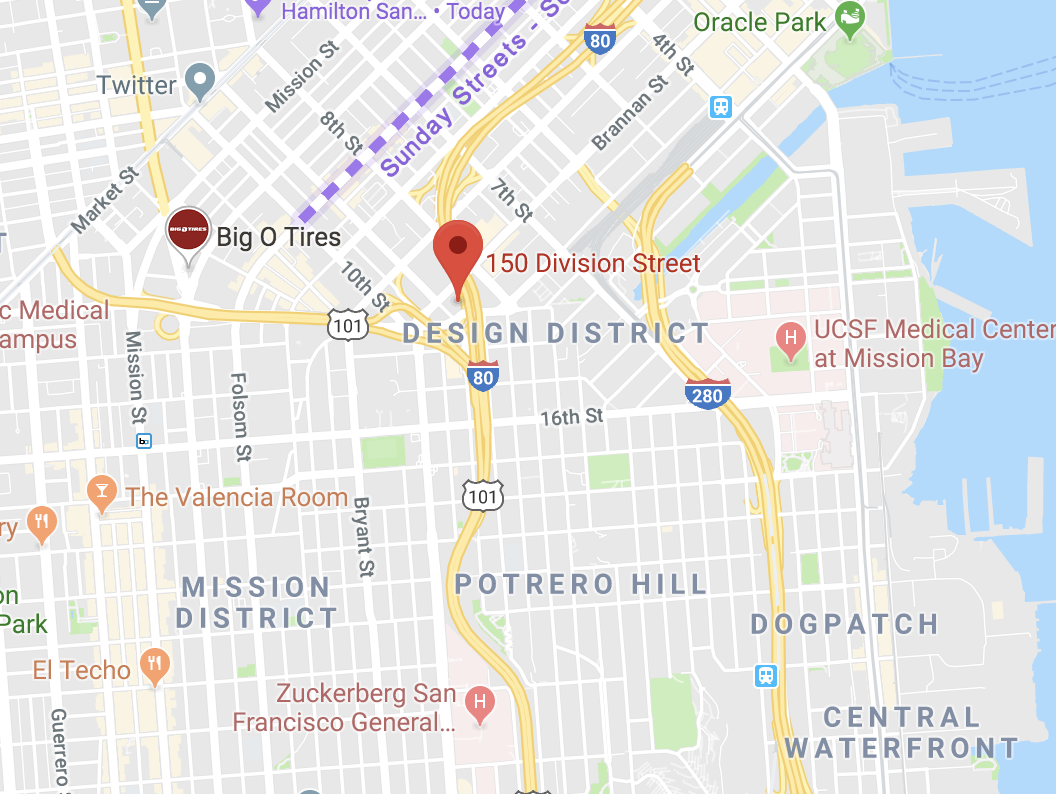 Hamilton San... • Today
80
4th St
Oracle Park
Twitter
Mission St
Sunday Streets - So
Brannan St
8th St
Market St
7th St
BIG O TIRES
Big O Tires
150 Division Street
10th St
c Medical
ampus
101
DESIGN DISTRICT
H
UCSF Medical Center
at Mission Bay
Mission St
Folsom St
80
280
16th St
The Valencia Room
101
ry
Bryant St
MISSION
DISTRICT
POTRERO HILL
on
Park
DOGPATCH
El Techo
Zuckerberg San
Francisco General...
H
Guerrero
CENTRAL
WATERFRONT